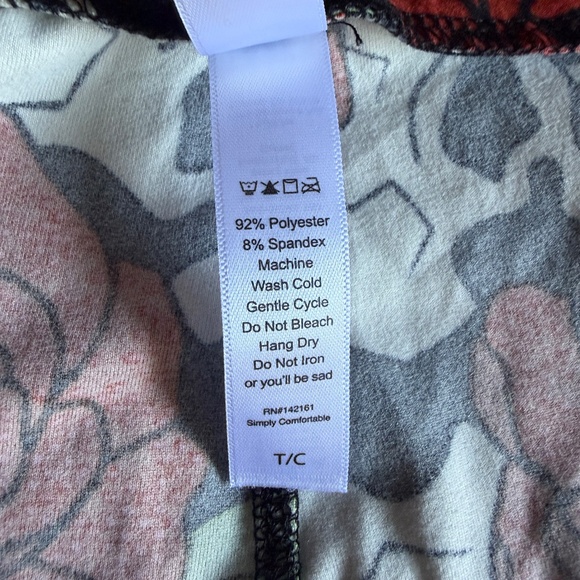 92% Polyester
8% Spandex
Machine
Wash Cold
Gentle Cycle
Do Not Bleach
Hang Dry
Do Not Iron
or you'll be sad
RN#142161
Simply Comfortable
T/C